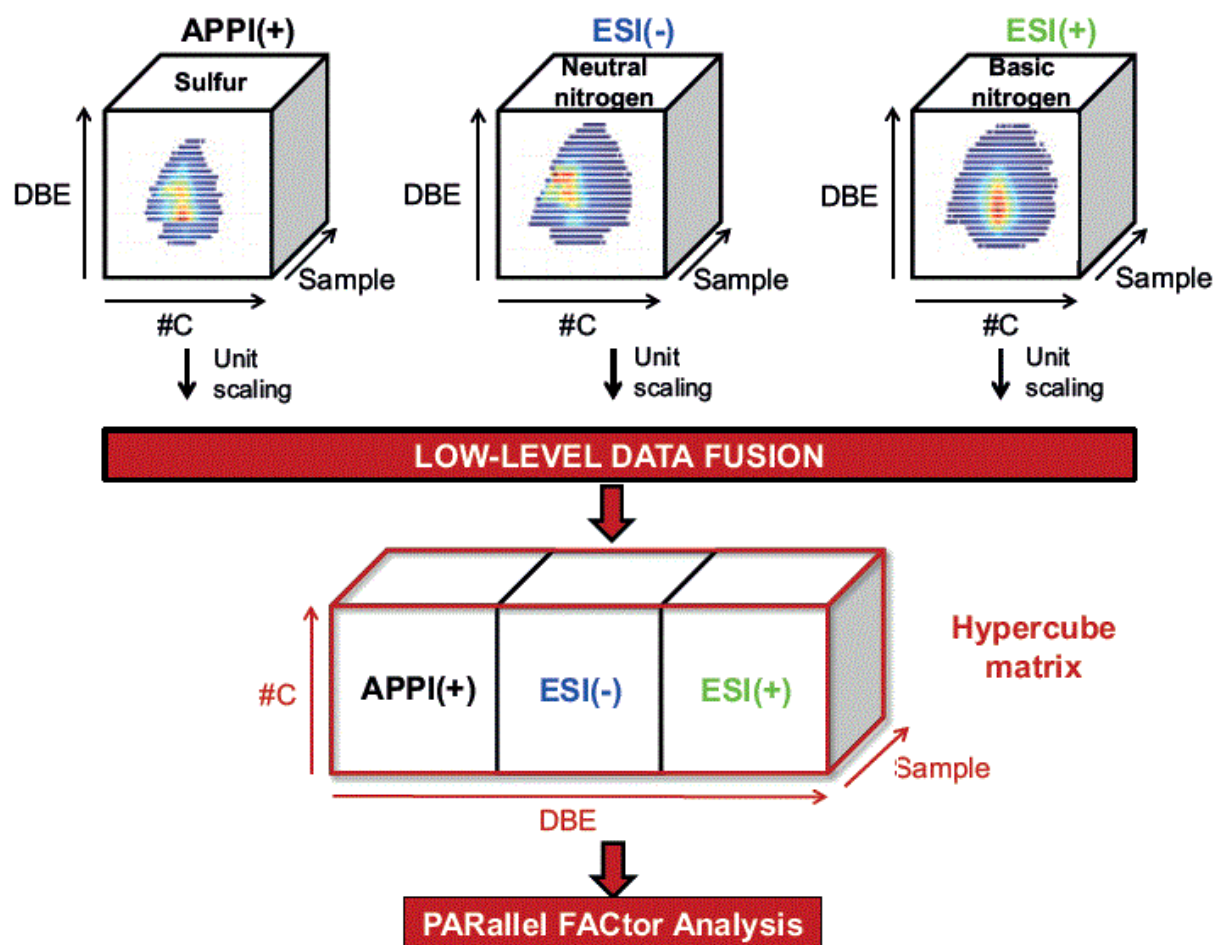 APPI(+)
ESI(-)
ESI(+)
Sulfur
Neutral
nitrogen
Basic
nitrogen
DBE
DBE
DBE
Sample
Sample
Sample
#C
#C
#C
Unit
scaling
Unit
scaling
Unit
scaling
LOW-LEVEL DATA FUSION
Hypercube
matrix
#C
APPI(+)
ESI(-)
ESI(+)
Sample
DBE
PARallel FACtor Analysis